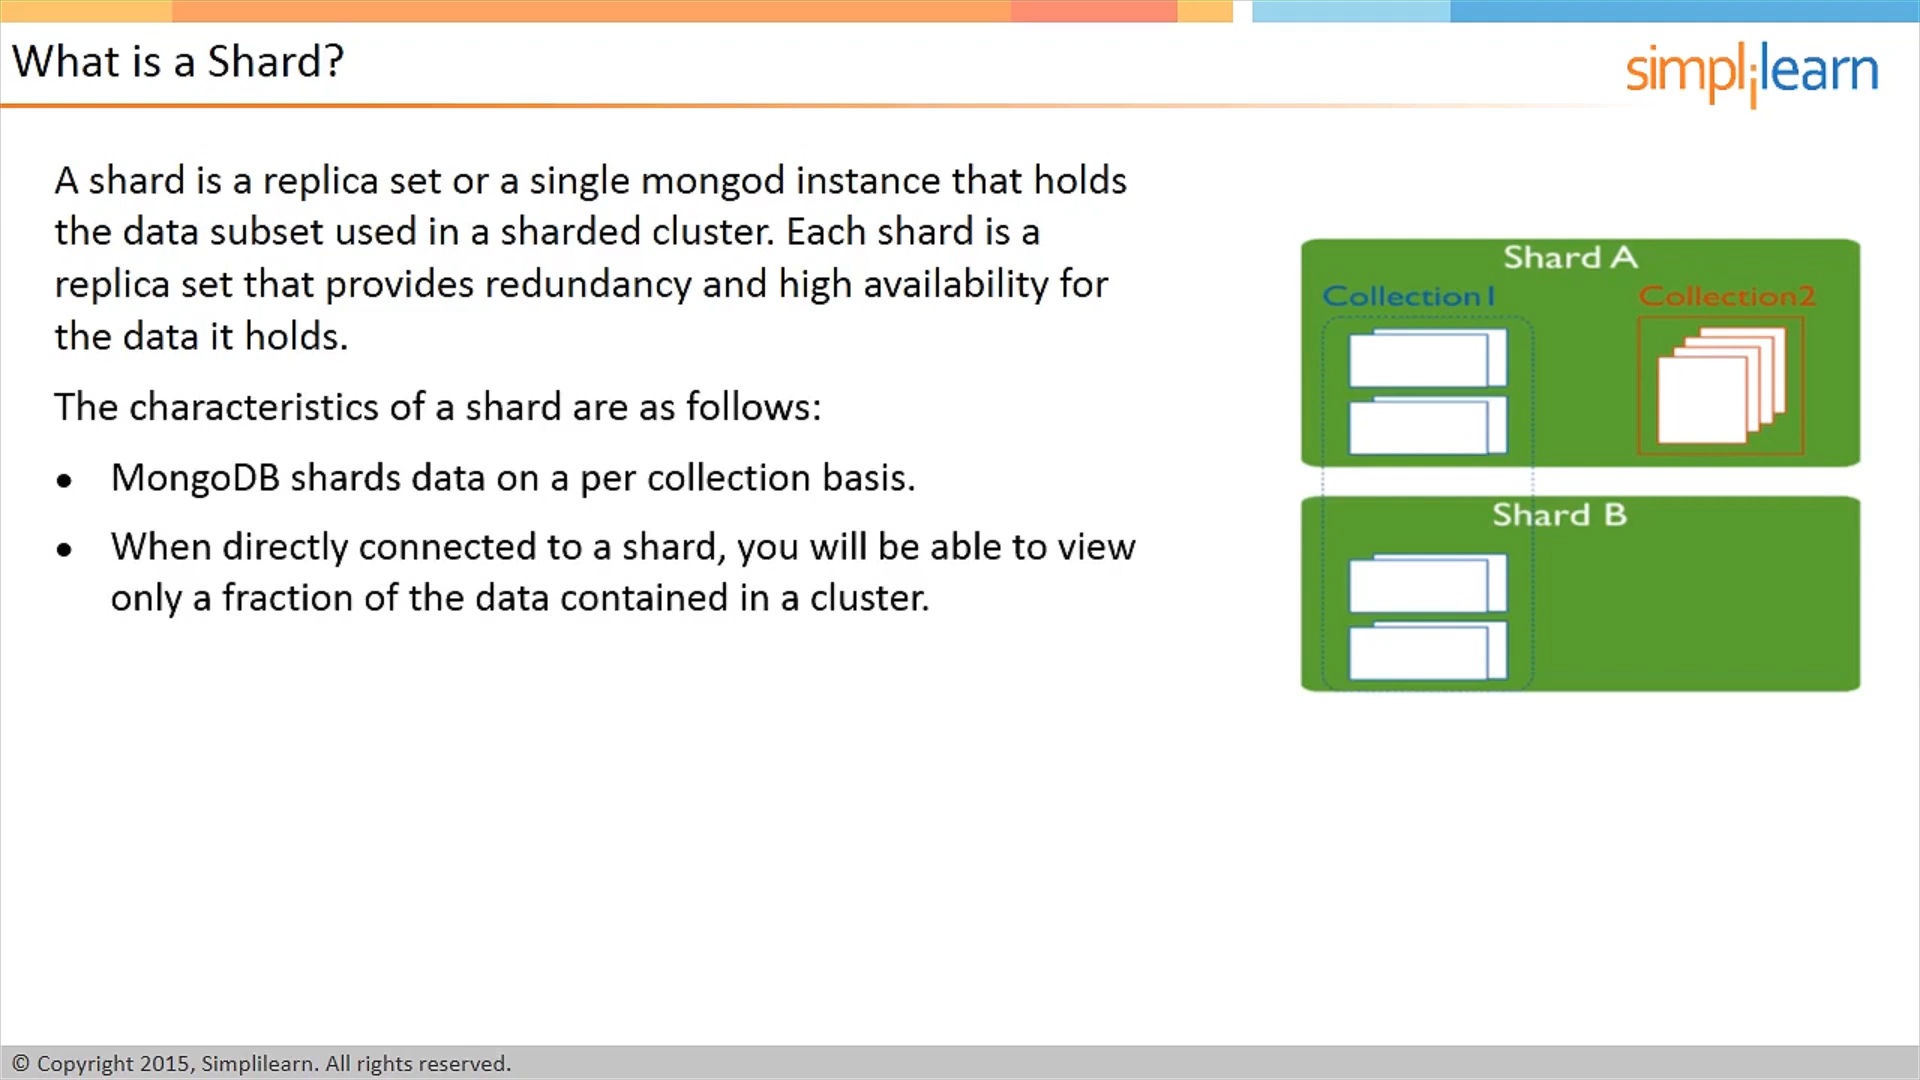 What is a Shard?
simplilearn
A shard is a replica set or a single mongod instance that holds
the data subset used in a sharded cluster. Each shard is a
replica set that provides redundancy and high availability for
the data it holds.
The characteristics of a shard are as follows:
• MongoDB shards data on a per collection basis.
• When directly connected to a shard, you will be able to view
only a fraction of the data contained in a cluster.
Shard A
Collection1
Collection2
Shard B
© Copyright 2015, Simplilearn. All rights reserved.